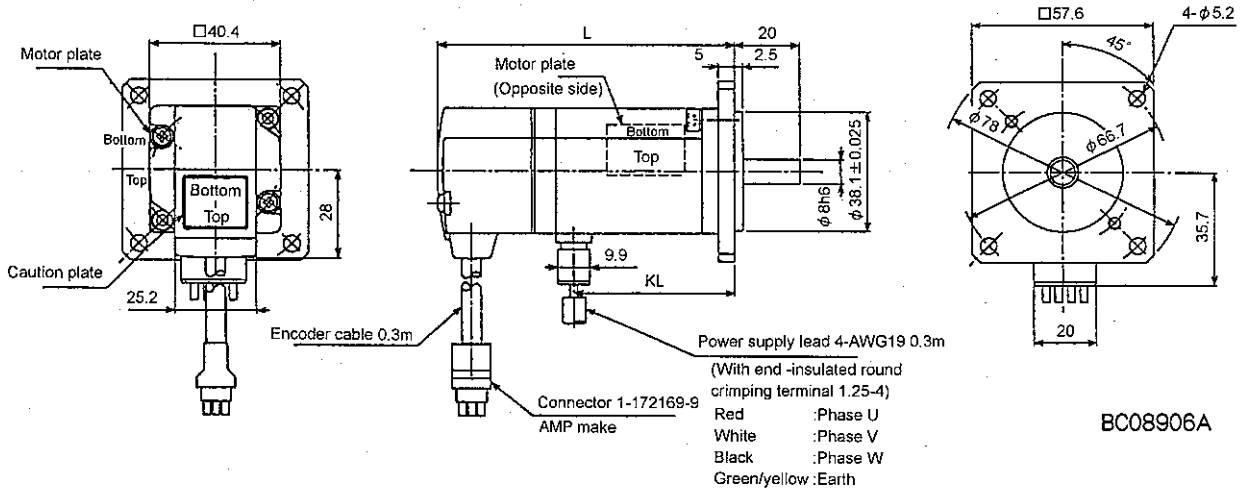 □40.4
Motor plate
Bottom
Top
Bottom
Top
28
Caution plate
25.2
L
20
5
2.5
Motor plate
(Opposite side)
Bottom
Top
φ8h6
φ38.1±0.025
9.9
KL
Encoder cable 0.3m
Connector 1-172169-9
AMP make
Power supply lead 4-AWG19 0.3m
(With end -insulated round
crimping terminal 1.25-4)
Red :Phase U
White :Phase V
Black :Phase W
Green/yellow :Earth
□57.6
4-φ5.2
45°
φ78
φ66.7
35.7
20
BC08906A